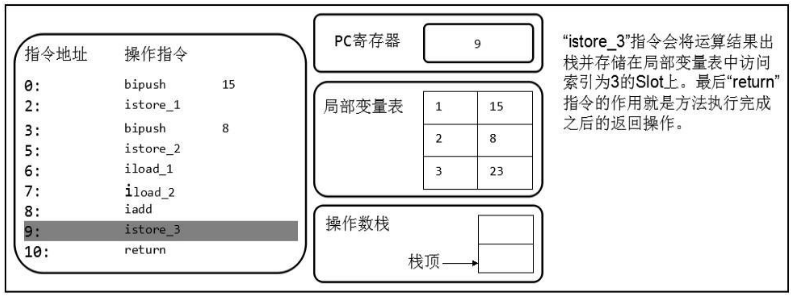 指令地址 操作指令
0: bipush 15
2: istore_1
3: bipush 8
5: istore_2
6: iload_1
7: iload_2
8: iadd
9: istore_3
10: return
PC寄存器 9
局部变量表
1 15
2 8
3 23
操作数栈
栈顶
“istore_3”指令会将运算结果出
栈并存储在局部变量表中访问
索引为3的Slot上。最后“return”
指令的作用就是方法执行完成
之后的返回操作。